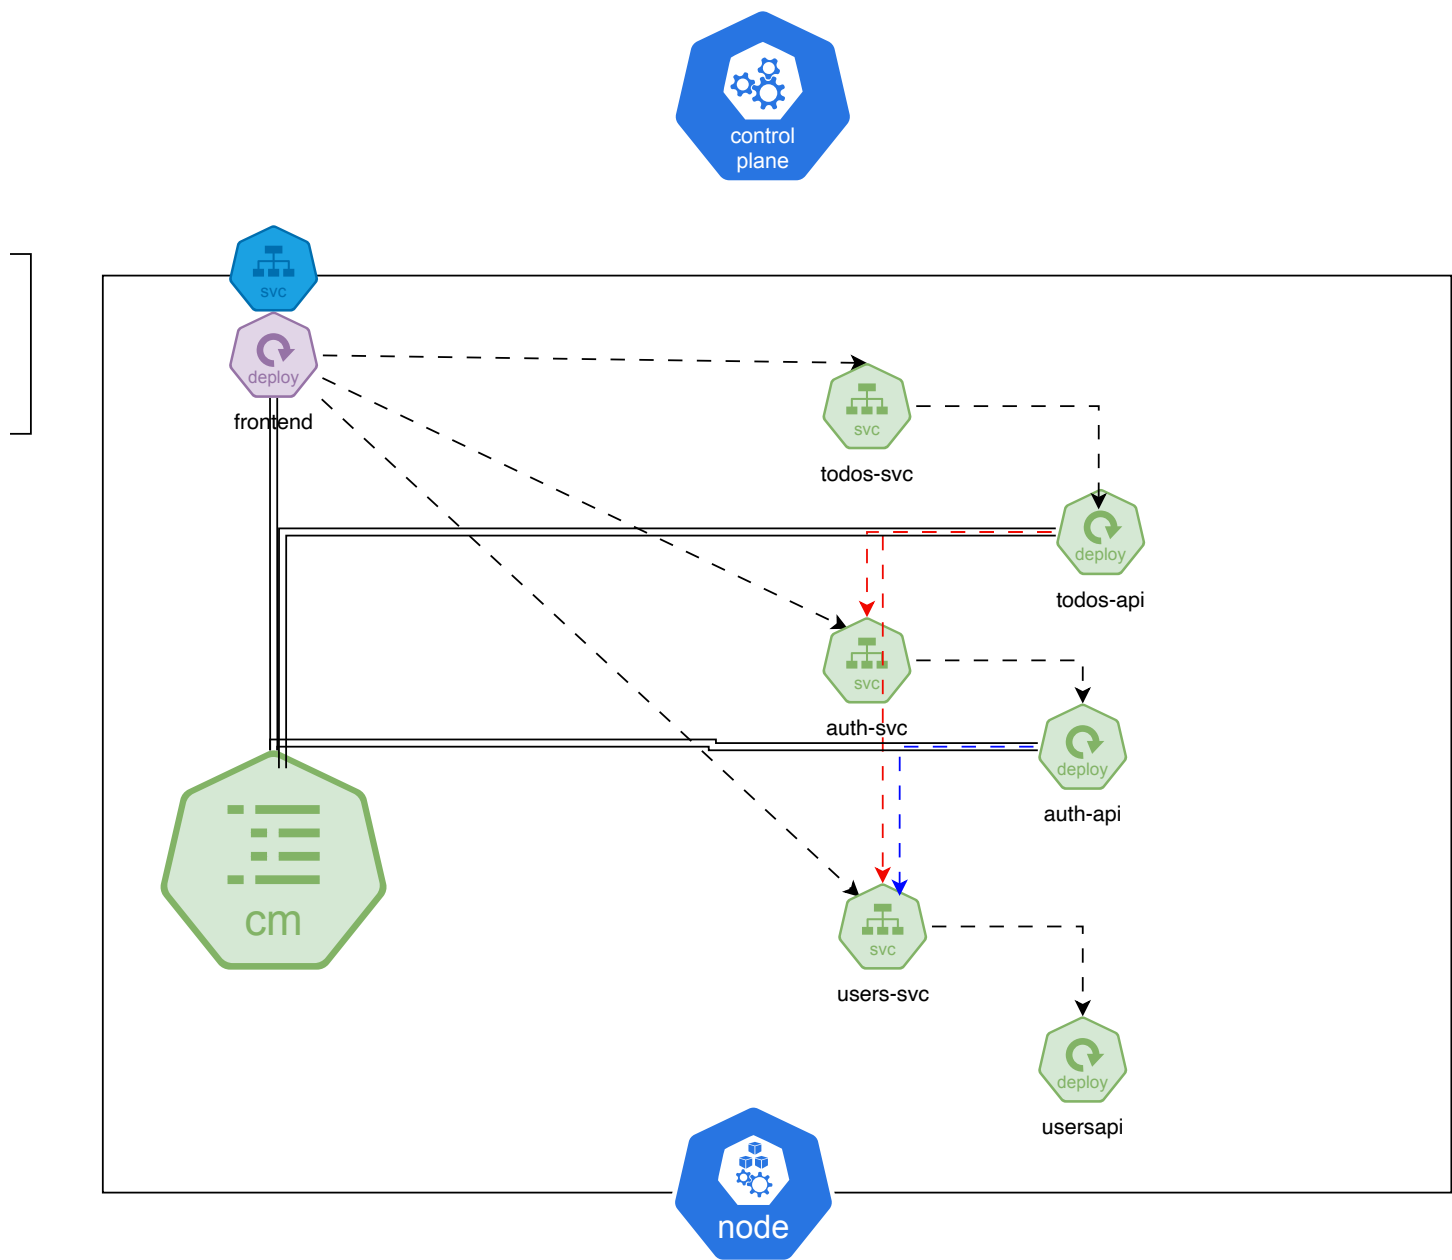 control
plane
svc
deploy
frontend
svc
todos-svc
deploy
todos-api
svc
auth-svc
deploy
auth-api
cm
svc
users-svc
deploy
usersapi
node